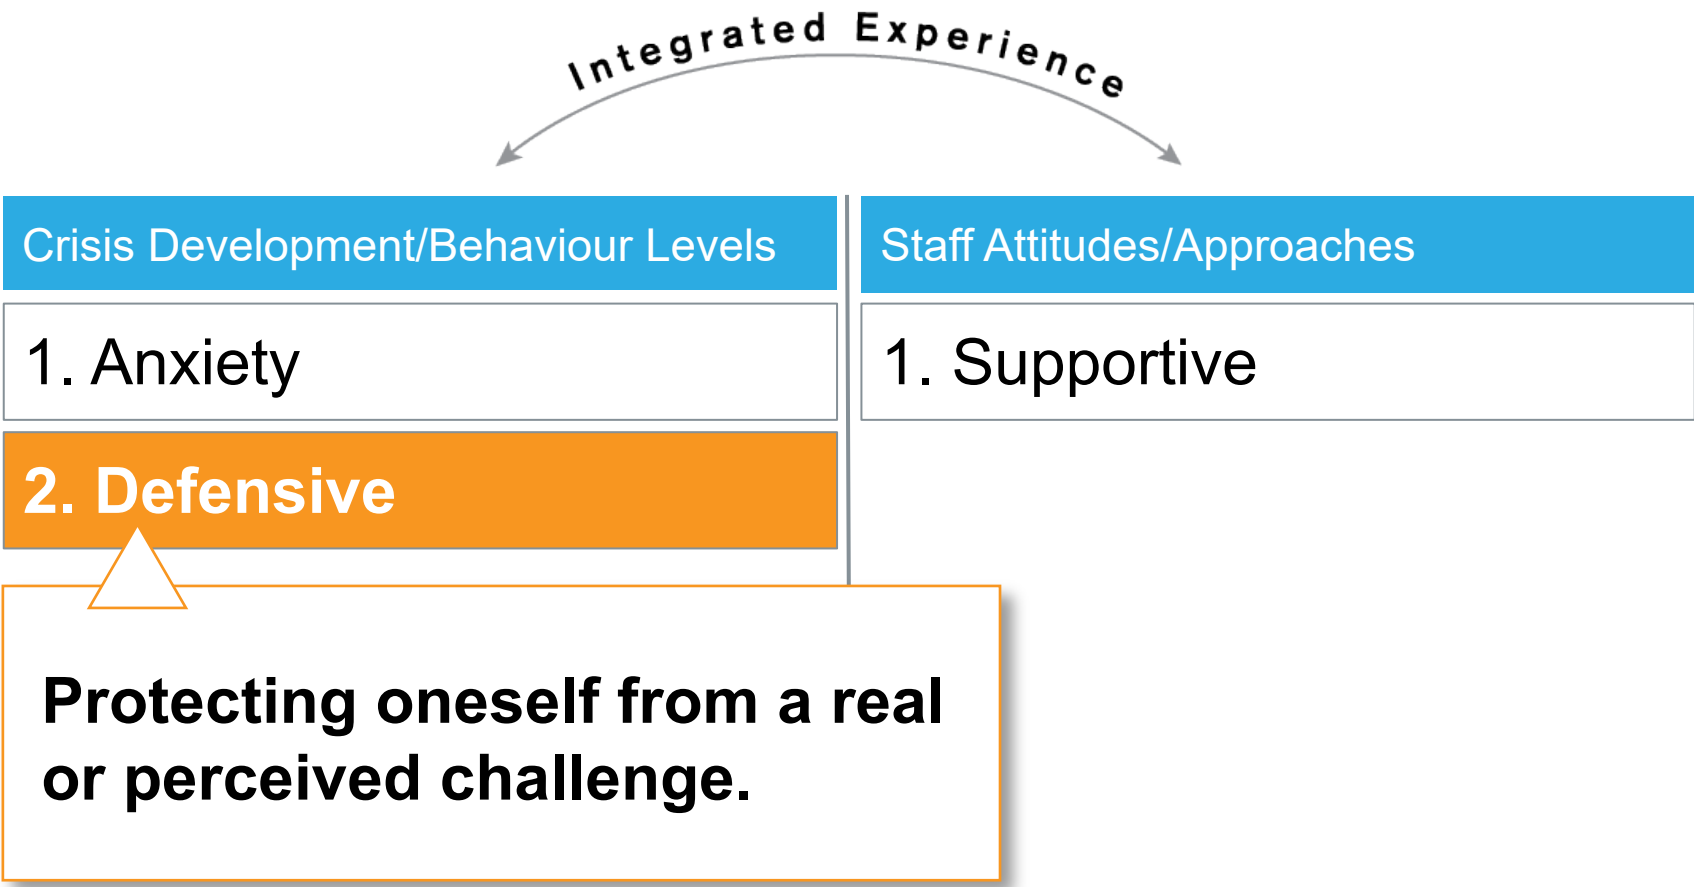 Integrated Experience
Crisis Development/Behaviour Levels
Staff Attitudes/Approaches
1. Anxiety
1. Supportive
2. Defensive
Protecting oneself from a real
or perceived challenge.